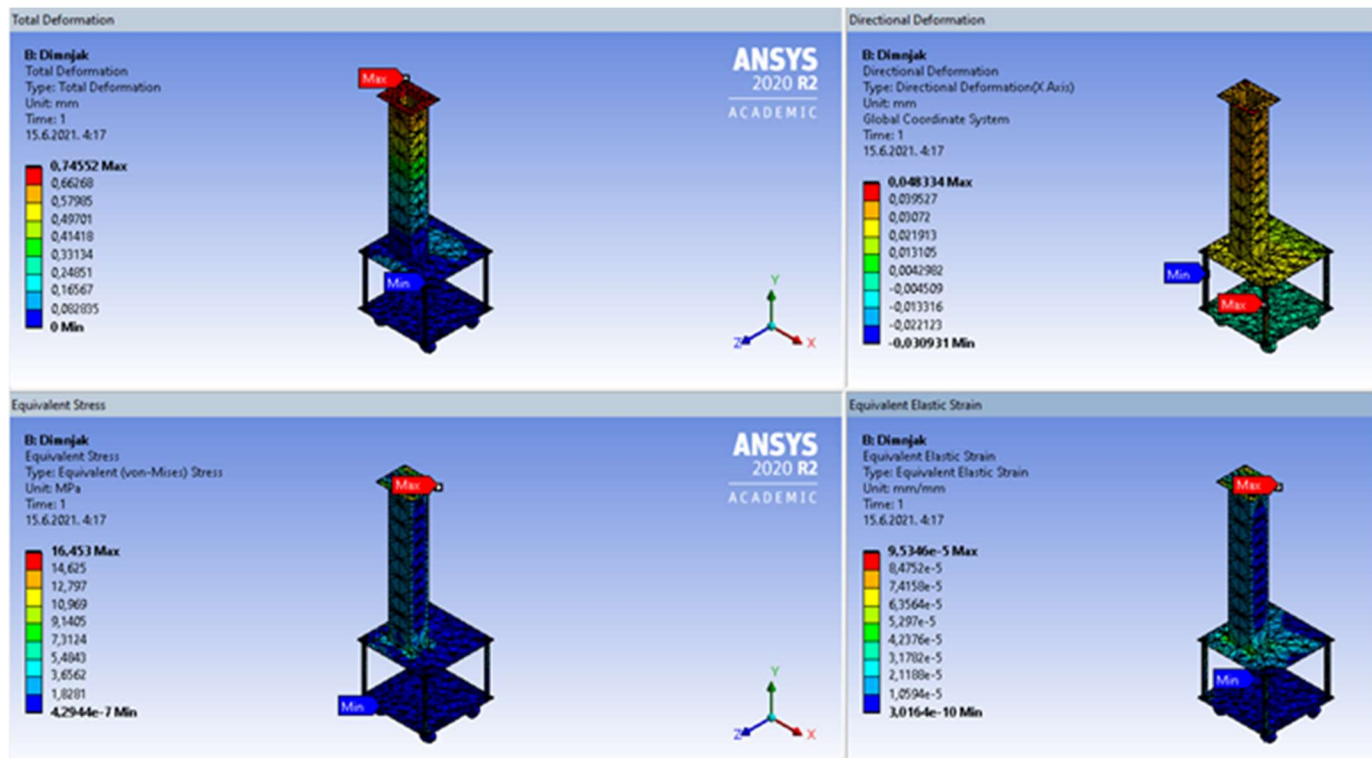 Total Deformation
B: Dimnjak
Total Deformation
Type: Total Deformation
Unit: mm
Time: 1
15.6.2021. 4:17
0,74552 Max
0,66268
0,57985
0,49701
0,41418
0,33134
0,24851
0,16567
0,082835
0 Min
Max
Min
ANSYS
2020 R2
ACADEMIC
Y
Z
X
Directional Deformation
B: Dimnjak
Directional Deformation
Type: Directional Deformation(X Axis)
Unit: mm
Global Coordinate System
Time: 1
15.6.2021. 4:17
0,048334 Max
0,039527
0,03072
0,021913
0,013105
0,0042982
-0,004509
-0,013316
-0,022123
-0,030931 Min
Min
Max
Equivalent Stress
B: Dimnjak
Equivalent Stress
Type: Equivalent (von-Mises) Stress
Unit: MPa
Time: 1
15.6.2021. 4:17
16,453 Max
14,625
12,797
10,969
9,1405
7,3124
5,4843
3,6562
1,8281
4,2944e-7 Min
Max
Min
ANSYS
2020 R2
ACADEMIC
Y
Z
X
Equivalent Elastic Strain
B: Dimnjak
Equivalent Elastic Strain
Type: Equivalent Elastic Strain
Unit: mm/mm
Time: 1
15.6.2021. 4:17
9,5346e-5 Max
8,4752e-5
7,4158e-5
6,3564e-5
5,297e-5
4,2376e-5
3,1782e-5
2,1188e-5
1,0594e-5
3,0164e-10 Min
Max
Min